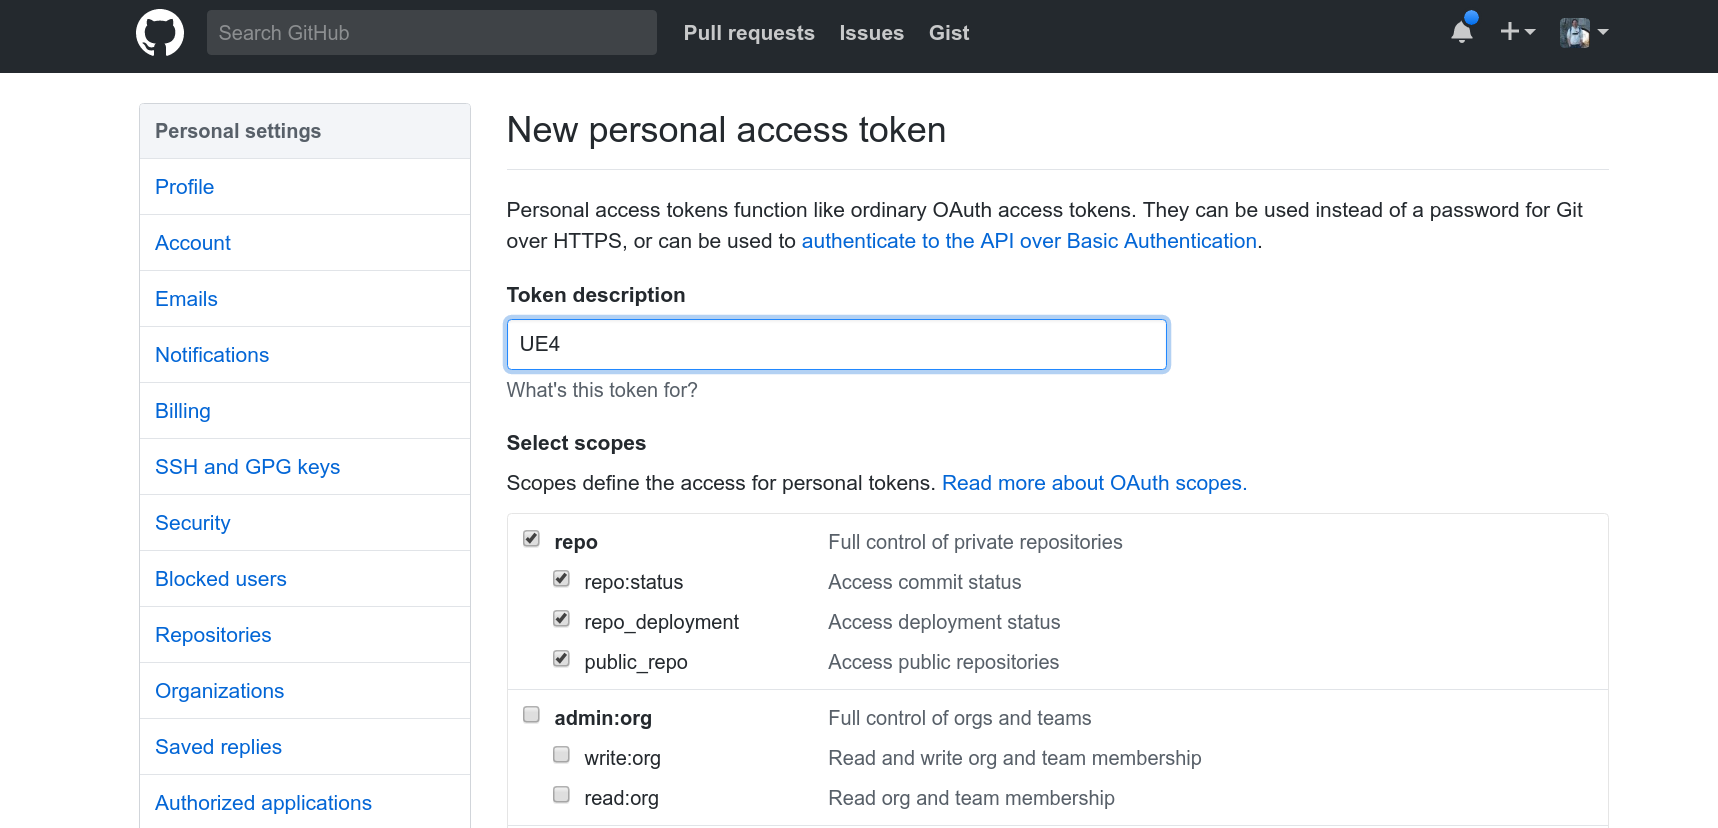 Search GitHub
Pull requests
Issues
Gist
Personal settings
Profile
Account
Emails
Notifications
Billing
SSH and GPG keys
Security
Blocked users
Repositories
Organizations
Saved replies
Authorized applications
New personal access token
Personal access tokens function like ordinary OAuth access tokens. They can be used instead of a password for Git
over HTTPS, or can be used to authenticate to the API over Basic Authentication.
Token description
UE4
What's this token for?
Select scopes
Scopes define the access for personal tokens. Read more about OAuth scopes.
repo Full control of private repositories
repo:status Access commit status
repo_deployment Access deployment status
public_repo Access public repositories
admin:org Full control of orgs and teams
write:org Read and write org and team membership
read:org Read org and team membership